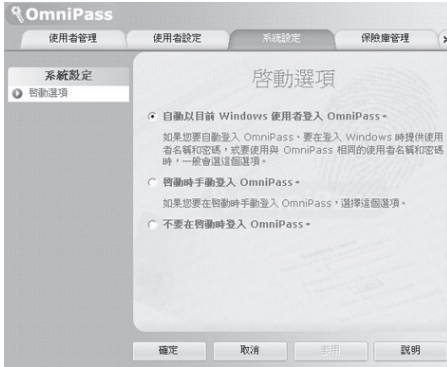 OmniPass
使用者管理
使用者設定
系統設定
保險庫管理
系統設定
啓動選項
啓動選項
自動以目前 Windows 使用者登入 OmniPass。
如果您要自動登入 OmniPass、要在登入 Windows 時提供使用
者名稱和密碼，或要使用與 OmniPass 相同的使用者名稱和密碼
時，一般會選這個選項。
啓動時手動登入 OmniPass。
如果您要在啓動時手動登入 OmniPass，選擇這個選項。
不要在啓動時登入 OmniPass。
確定
取消
套用
說明